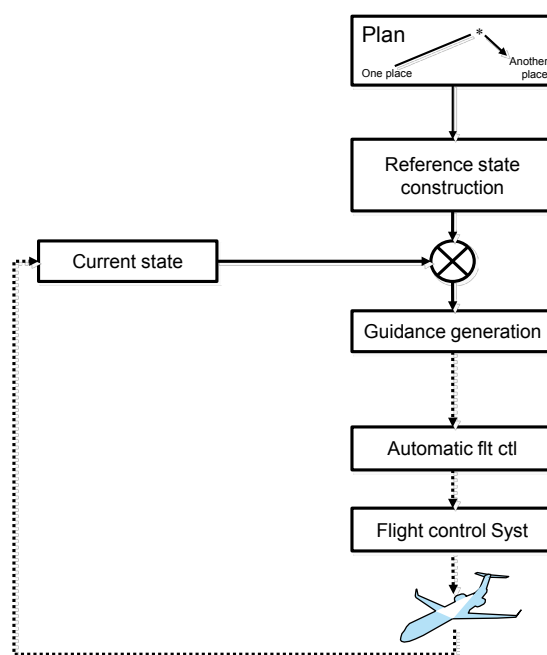 Plan
*
One place
Another
place
Reference state
construction
Current state
Guidance generation
Automatic flt ctl
Flight control Syst